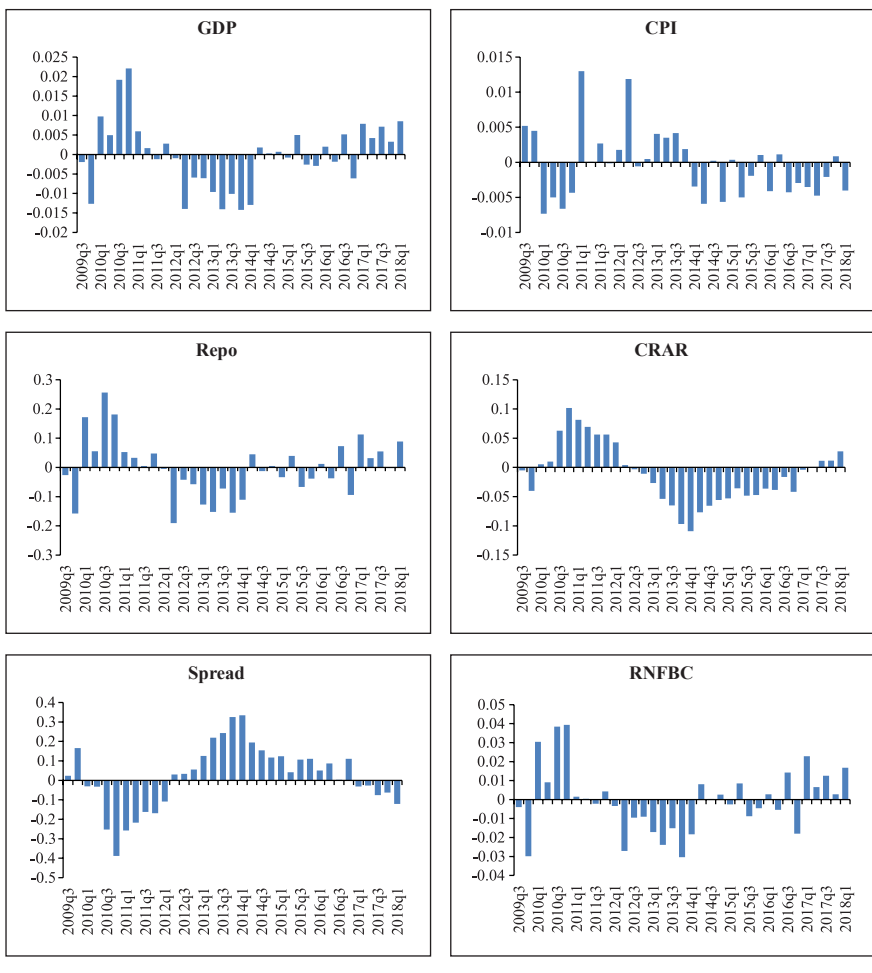 GDP
0.025
0.02
0.015
0.01
0.005
0
-0.005
-0.01
-0.015
-0.02
2009q3
2010q1
2010q3
2011q1
2011q3
2012q1
2012q3
2013q1
2013q3
2014q1
2014q3
2015q1
2015q3
2016q1
2016q3
2017q1
2017q3
2018q1
CPI
0.015
0.01
0.005
0
-0.005
-0.01
2009q3
2010q1
2010q3
2011q1
2011q3
2012q1
2012q3
2013q1
2013q3
2014q1
2014q3
2015q1
2015q3
2016q1
2016q3
2017q1
2017q3
2018q1
Repo
0.3
0.2
0.1
0
-0.1
-0.2
-0.3
2009q3
2010q1
2010q3
2011q1
2011q3
2012q1
2012q3
2013q1
2013q3
2014q1
2014q3
2015q1
2015q3
2016q1
2016q3
2017q1
2017q3
2018q1
CRAR
0.15
0.1
0.05
0
-0.05
-0.1
-0.15
2009q3
2010q1
2010q3
2011q1
2011q3
2012q1
2012q3
2013q1
2013q3
2014q1
2014q3
2015q1
2015q3
2016q1
2016q3
2017q1
2017q3
2018q1
Spread
0.4
0.3
0.2
0.1
0
-0.1
-0.2
-0.3
-0.4
-0.5
2009q3
2010q1
2010q3
2011q1
2011q3
2012q1
2012q3
2013q1
2013q3
2014q1
2014q3
2015q1
2015q3
2016q1
2016q3
2017q1
2017q3
2018q1
RNFBC
0.05
0.04
0.03
0.02
0.01
0
-0.01
-0.02
-0.03
-0.04
2009q3
2010q1
2010q3
2011q1
2011q3
2012q1
2012q3
2013q1
2013q3
2014q1
2014q3
2015q1
2015q3
2016q1
2016q3
2017q1
2017q3
2018q1